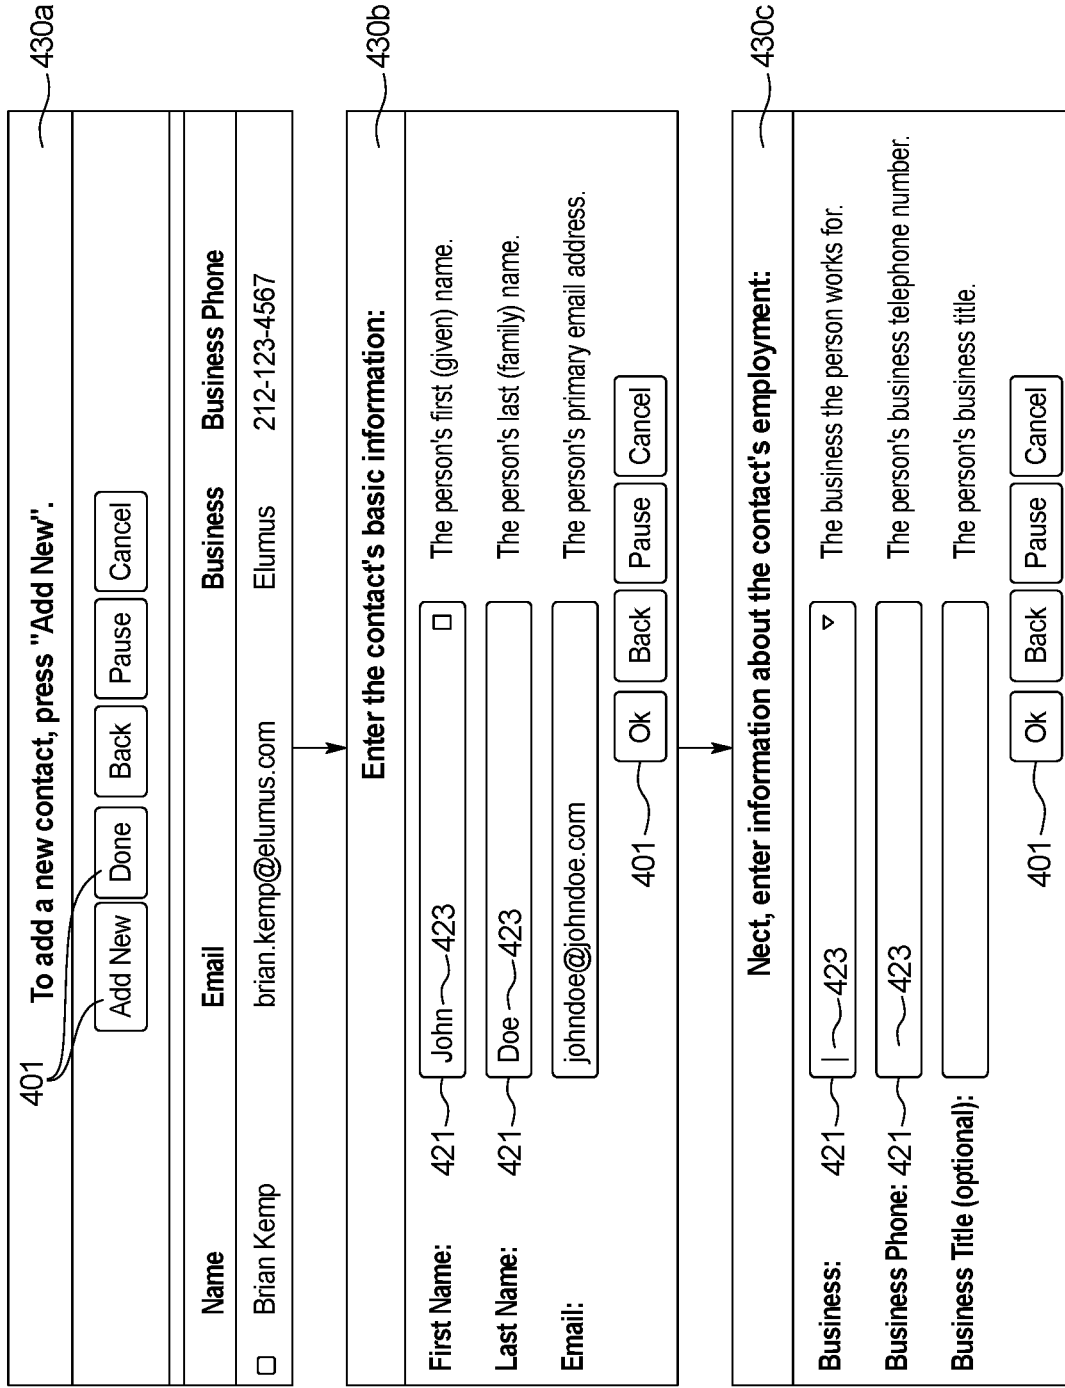 430a
To add a new contact, press "Add New".
401
Add New Done Back Pause Cancel
Name Email Business Business Phone
Brian Kemp brian.kemp@elumus.com Elumus 212-123-4567
430b
Enter the contact's basic information:
First Name: 421 John 423 The person's first (given) name.
Last Name: 421 Doe 423 The person's last (family) name.
Email: johndoe@johndoe.com The person's primary email address.
401 Ok Back Pause Cancel
430c
Nect, enter information about the contact's employment:
Business: 421 | 423 The business the person works for.
Business Phone: 421 423 The person's business telephone number.
Business Title (optional): The person's business title.
401 Ok Back Pause Cancel